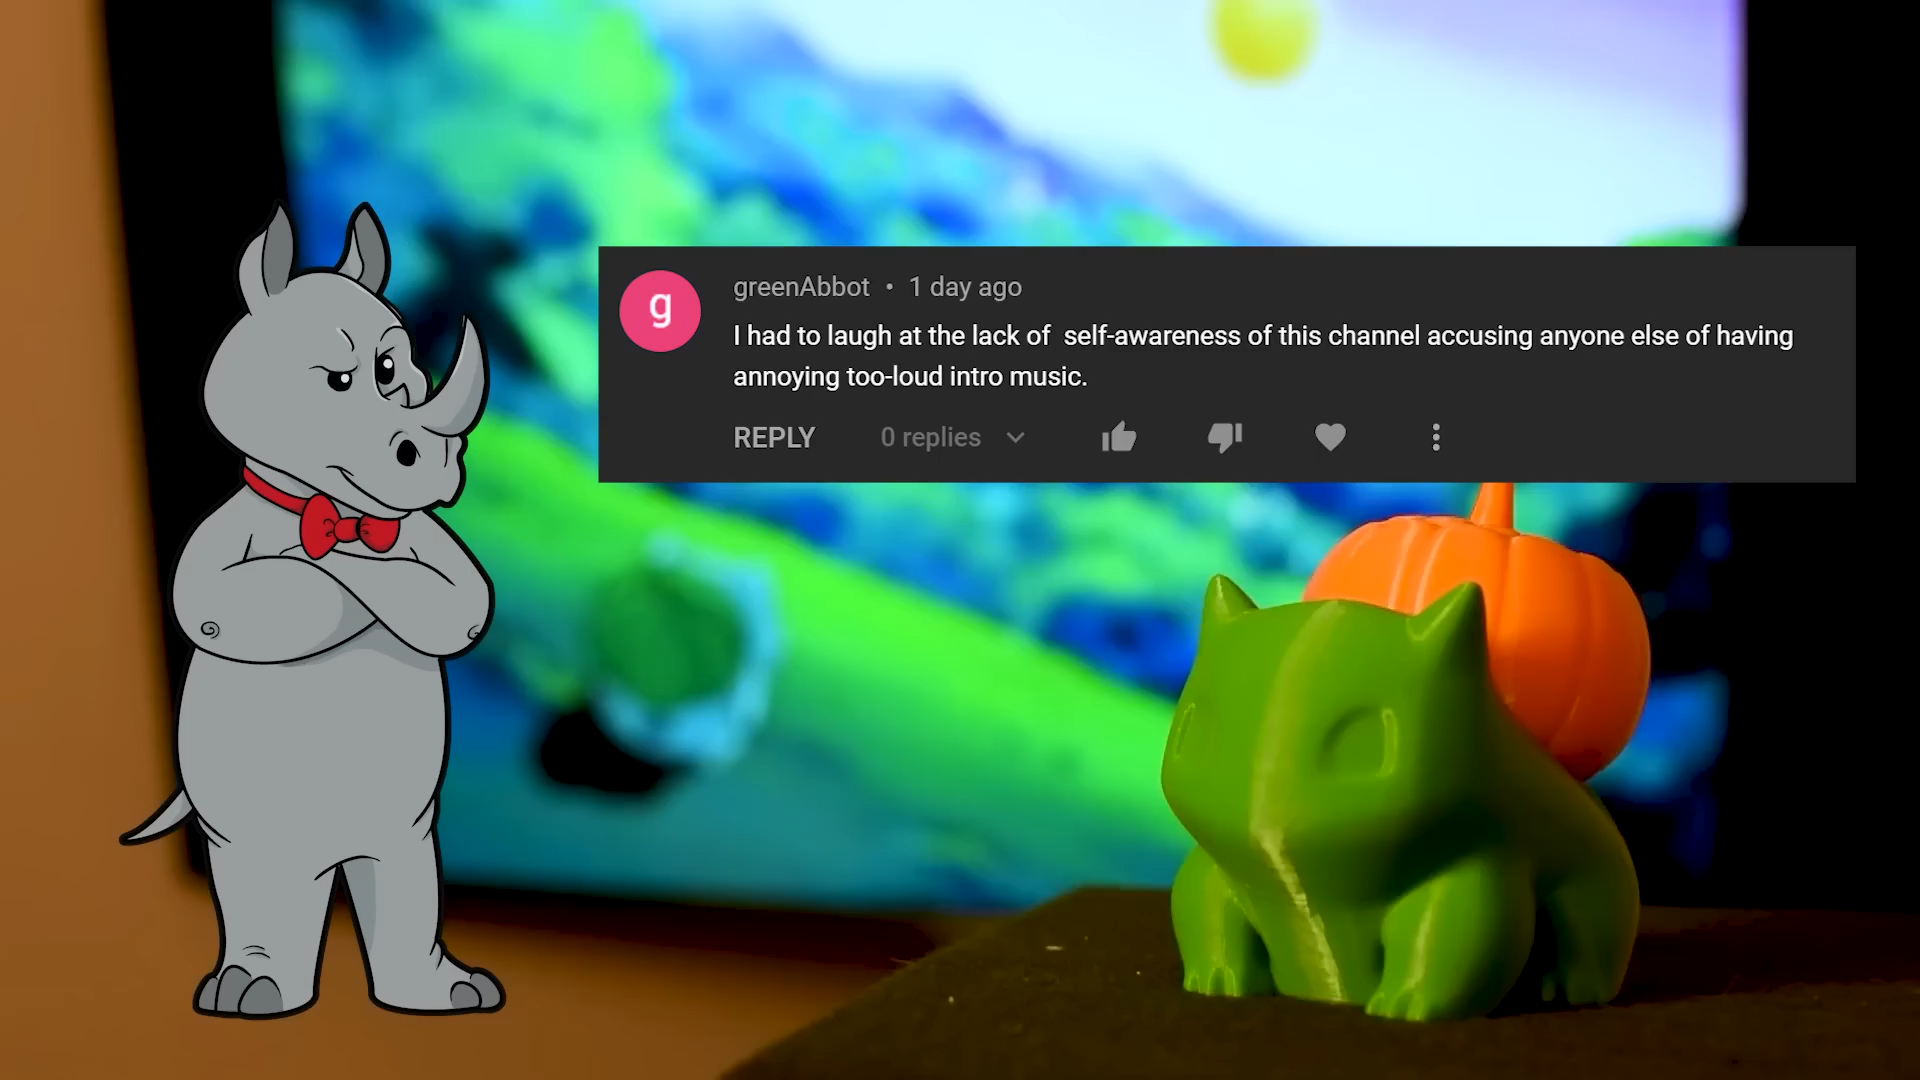 g
greenAbbot • 1 day ago
I had to laugh at the lack of  self-awareness of this channel accusing anyone else of having
annoying too-loud intro music.
REPLY 0 replies